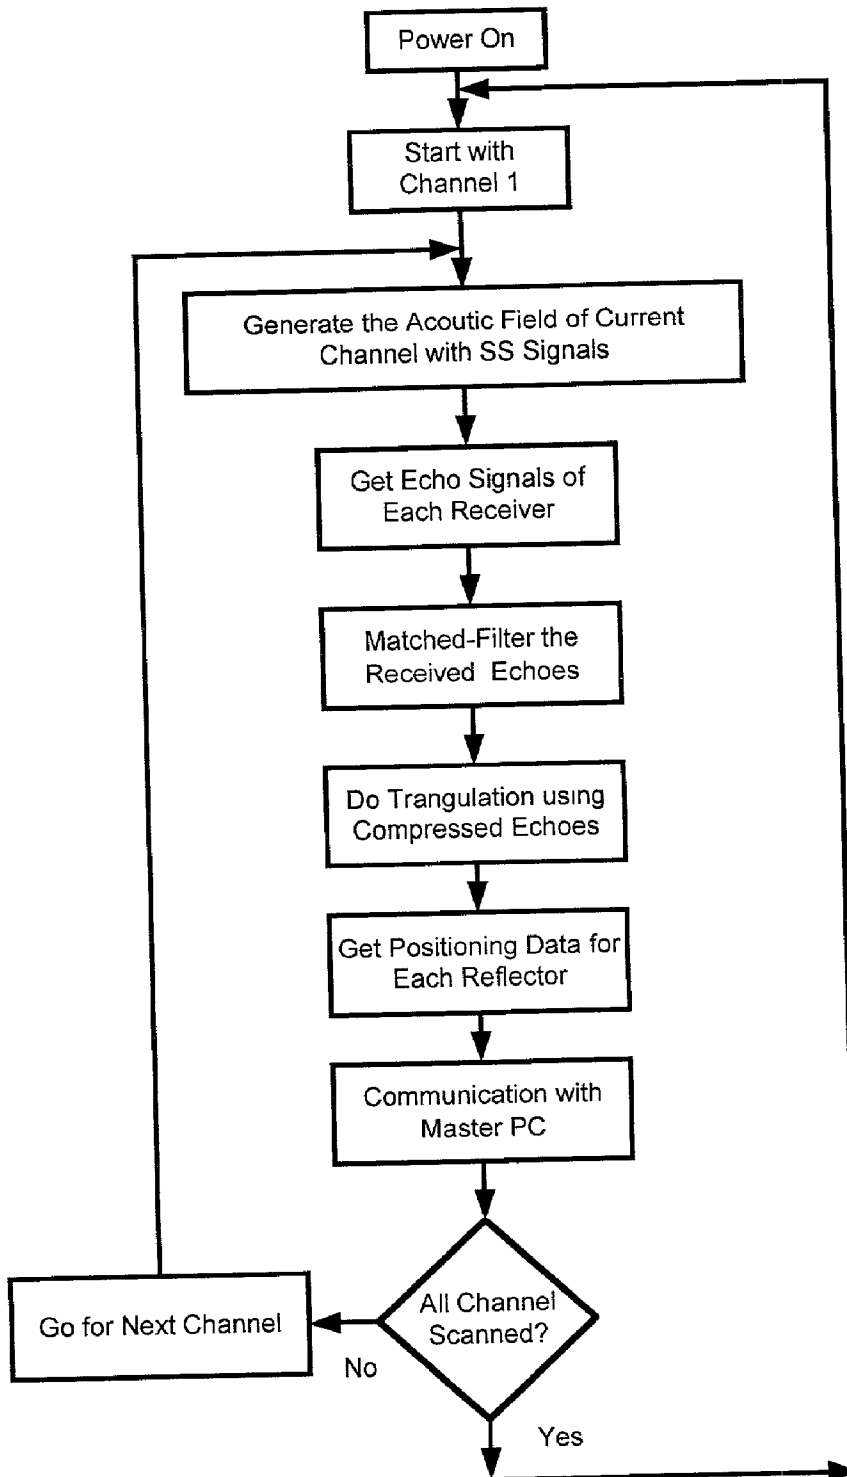 Power On
Start with
Channel 1
Generate the Acoutic Field of Current
Channel with SS Signals
Get Echo Signals of
Each Receiver
Matched-Filter the
Received Echoes
Do Trangulation using
Compressed Echoes
Get Positioning Data for
Each Reflector
Communication with
Master PC
All Channel
Scanned?
Go for Next Channel
No
Yes